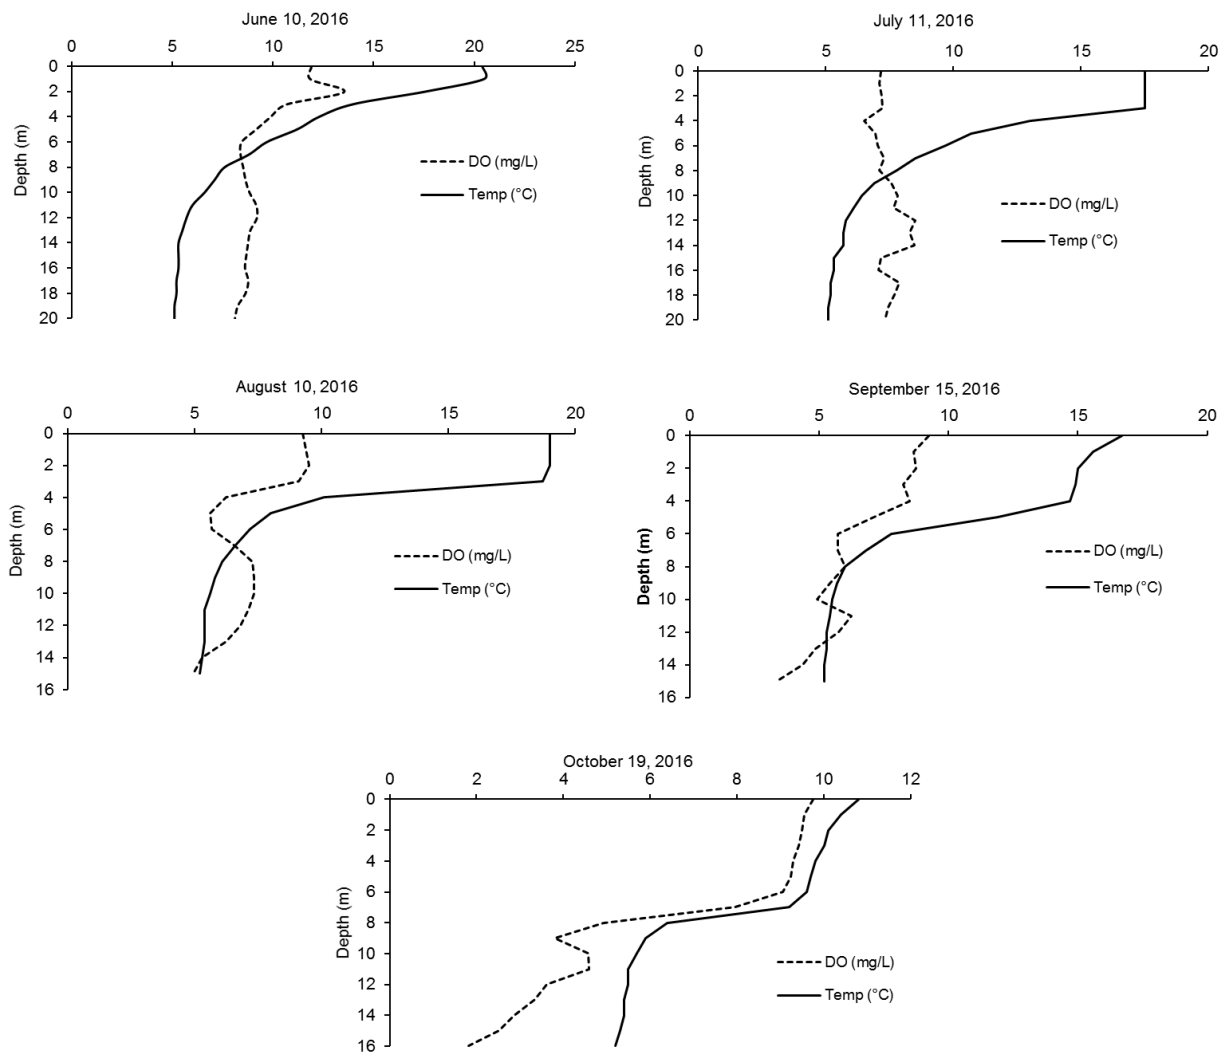 June 10, 2016
0 5 10 15 20 25
0
2
4
6
8
10
12
14
16
18
20
Depth (m)
DO (mg/L)
Temp (°C)
July 11, 2016
0 5 10 15 20
0
2
4
6
8
10
12
14
16
18
20
Depth (m)
DO (mg/L)
Temp (°C)
August 10, 2016
0 5 10 15 20
0
2
4
6
8
10
12
14
16
Depth (m)
DO (mg/L)
Temp (°C)
September 15, 2016
0 5 10 15 20
0
2
4
6
8
10
12
14
16
Depth (m)
DO (mg/L)
Temp (°C)
October 19, 2016
0 2 4 6 8 10 12
0
2
4
6
8
10
12
14
16
Depth (m)
DO (mg/L)
Temp (°C)